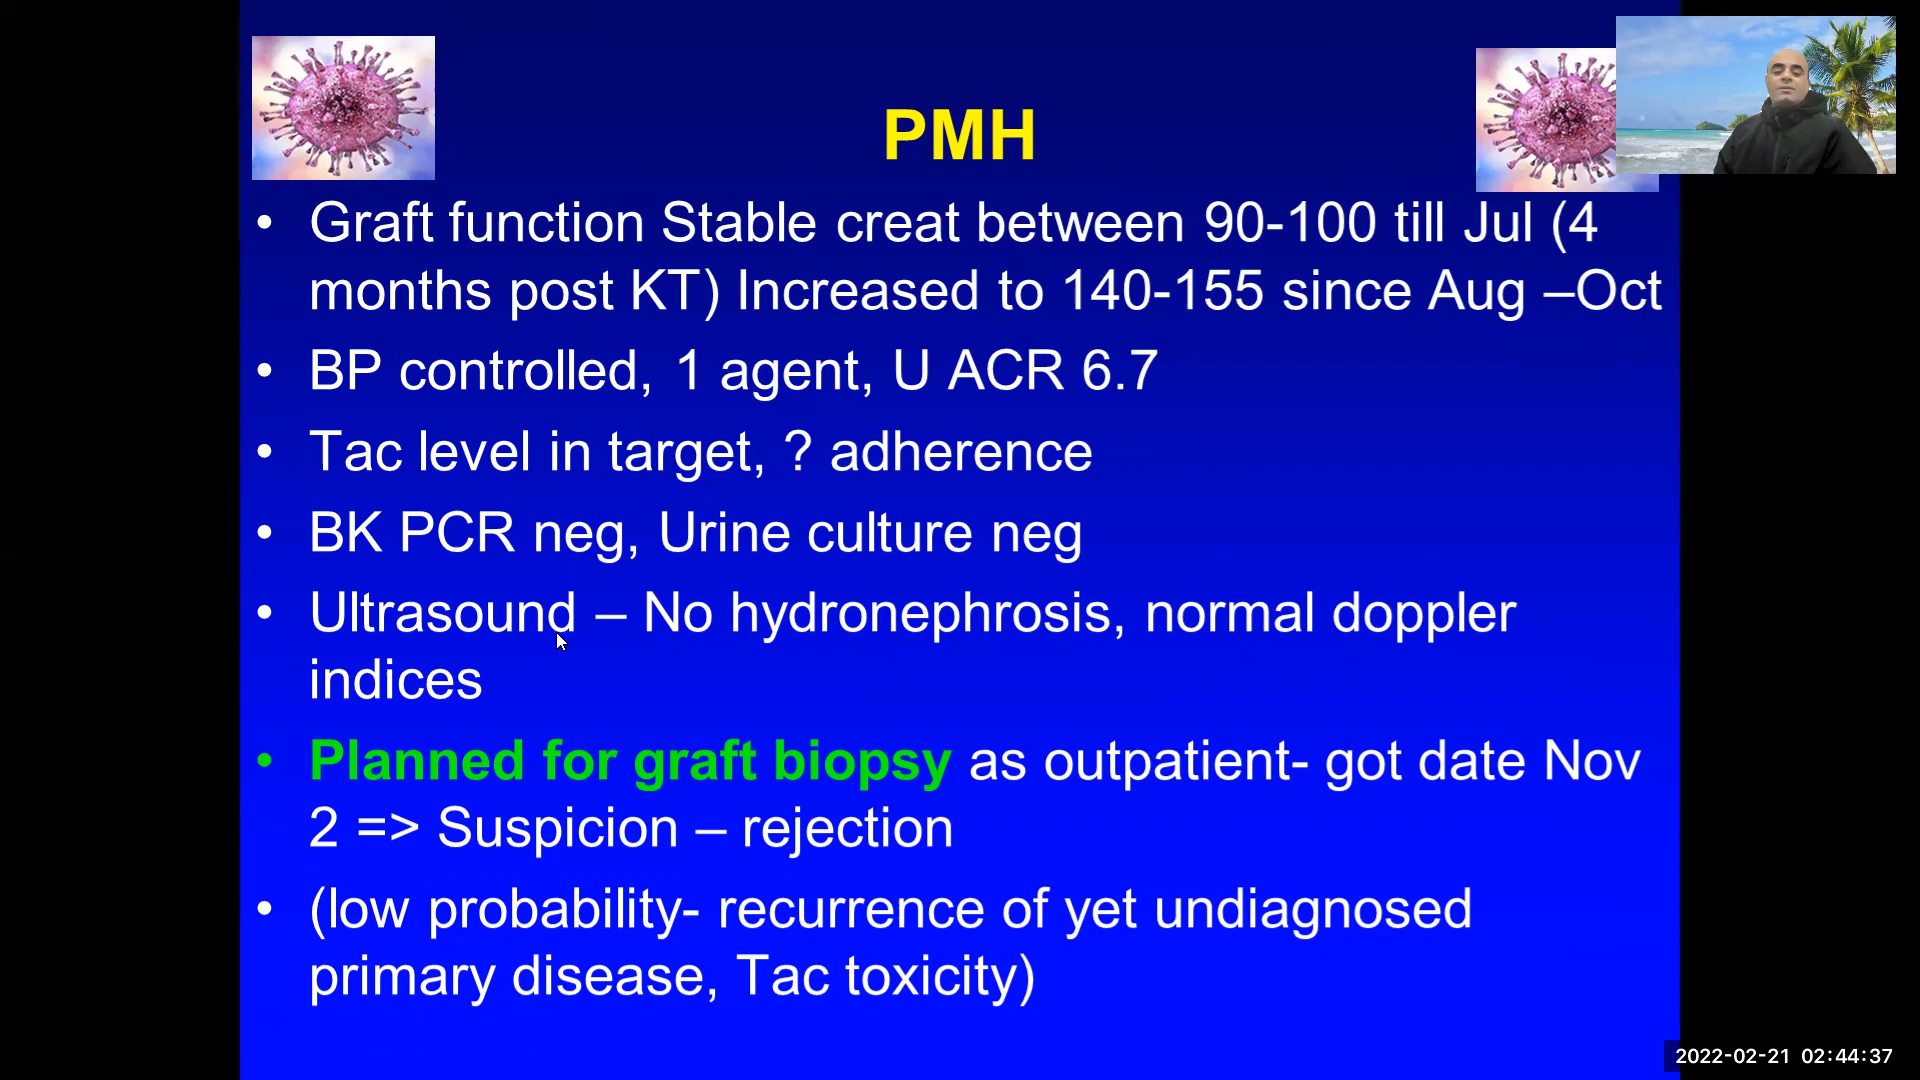 PMH
• Graft function Stable creat between 90-100 till Jul (4
months post KT) Increased to 140-155 since Aug –Oct
• BP controlled, 1 agent, U ACR 6.7
• Tac level in target, ? adherence
• BK PCR neg, Urine culture neg
• Ultrasound – No hydronephrosis, normal doppler
indices
• Planned for graft biopsy as outpatient- got date Nov
2 => Suspicion – rejection
• (low probability- recurrence of yet undiagnosed
primary disease, Tac toxicity)
2022-02-21 02:44:37